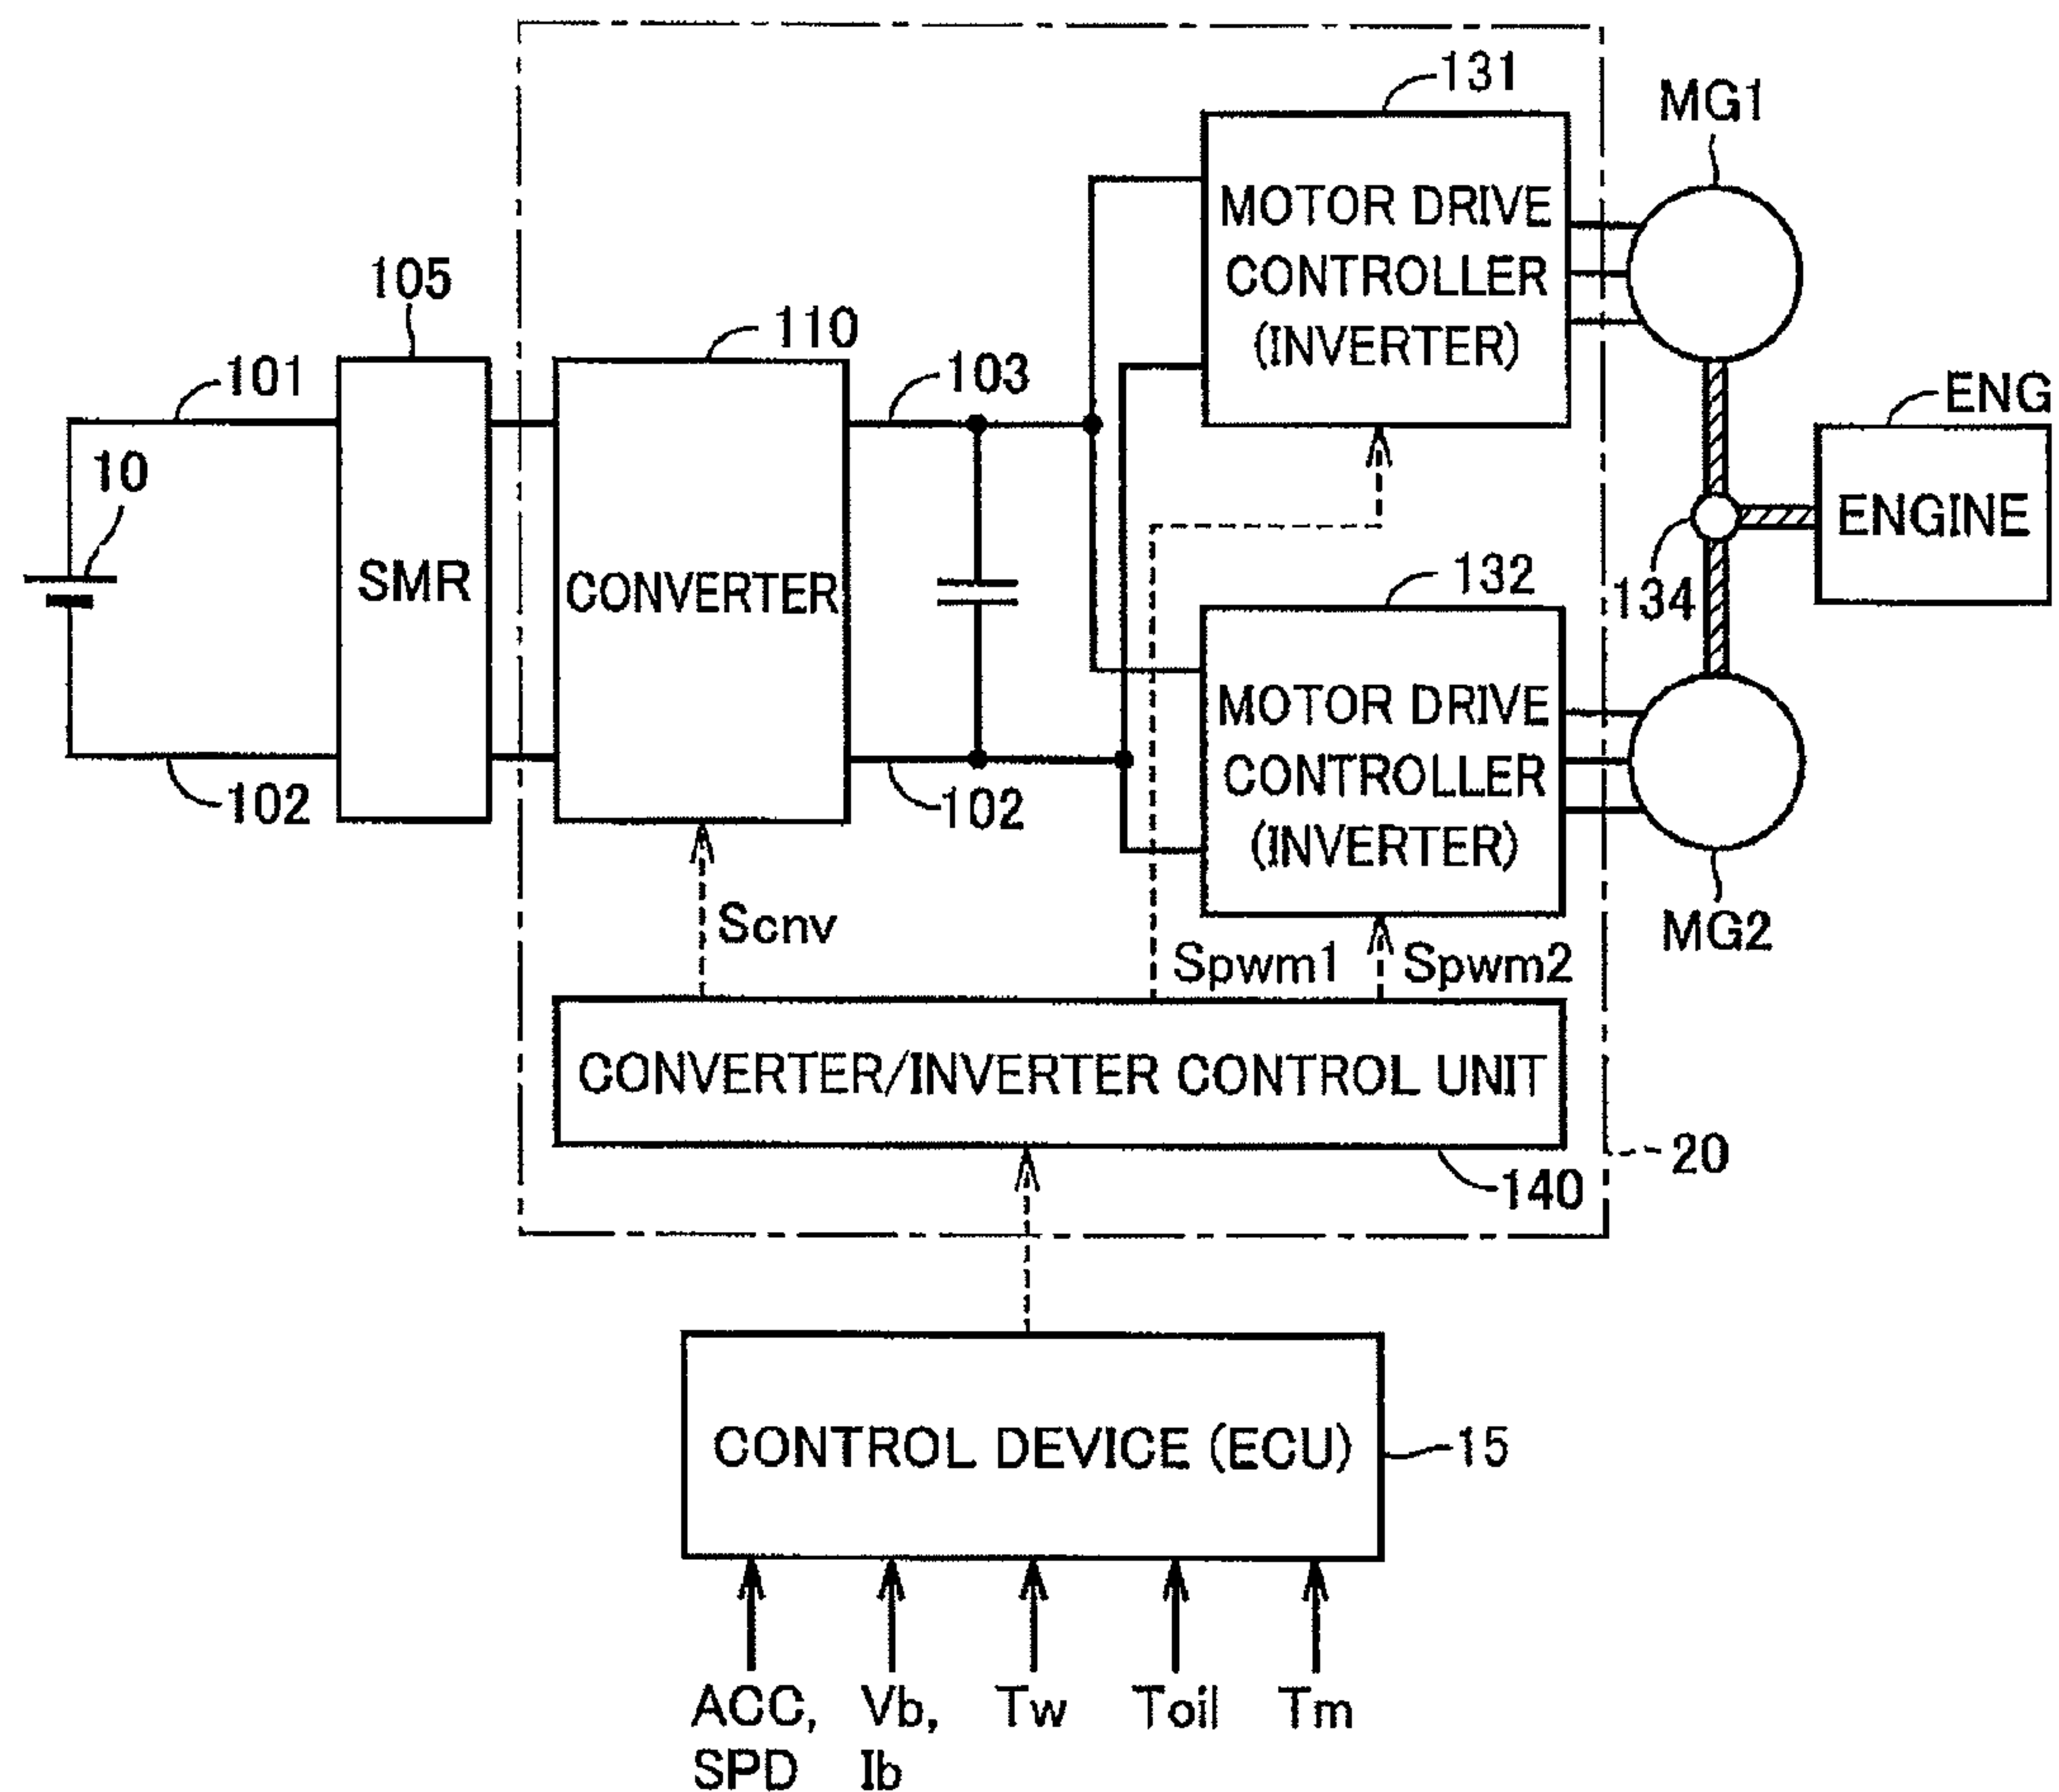 131
MG1
MOTOR DRIVE
CONTROLLER
(INVERTER)
105
110
101
103
ENG
10
ENGINE
SMR
CONVERTER
132
134
MOTOR DRIVE
CONTROLLER
(INVERTER)
102
102
MG2
Scnv
Spwm1
Spwm2
CONVERTER/INVERTER CONTROL UNIT
20
140
CONTROL DEVICE (ECU)
15
ACC,
SPD
Vb,
Ib
Tw
Toil
Tm